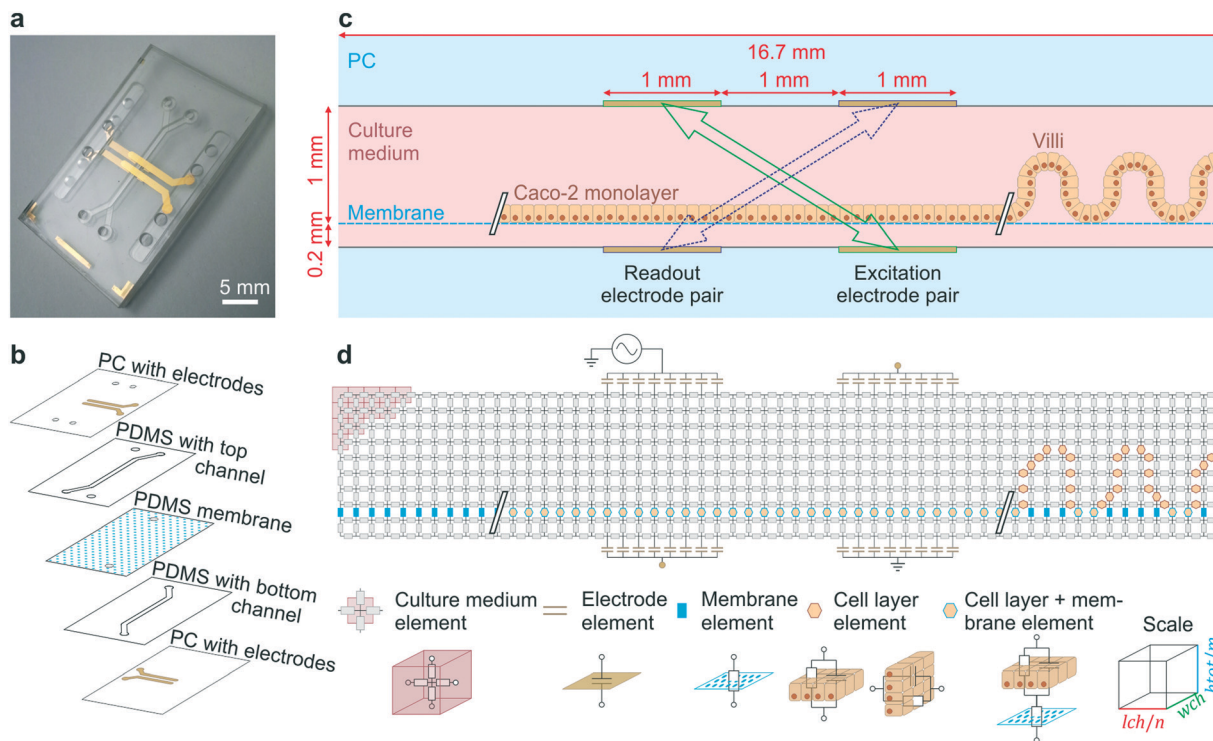 a
5 mm
b
PC with electrodes
PDMS with top
channel
PDMS membrane
PDMS with bottom
channel
PC with electrodes
c
PC
16.7 mm
1 mm
1 mm
1 mm
Culture
medium
1 mm
Villi
Caco-2 monolayer
Membrane
0.2 mm
Readout
electrode pair
Excitation
electrode pair
d
Culture medium
element
Electrode
element
Membrane
element
Cell layer
element
Cell layer + mem-
brane element
Scale
htot/m
wch
lch/n